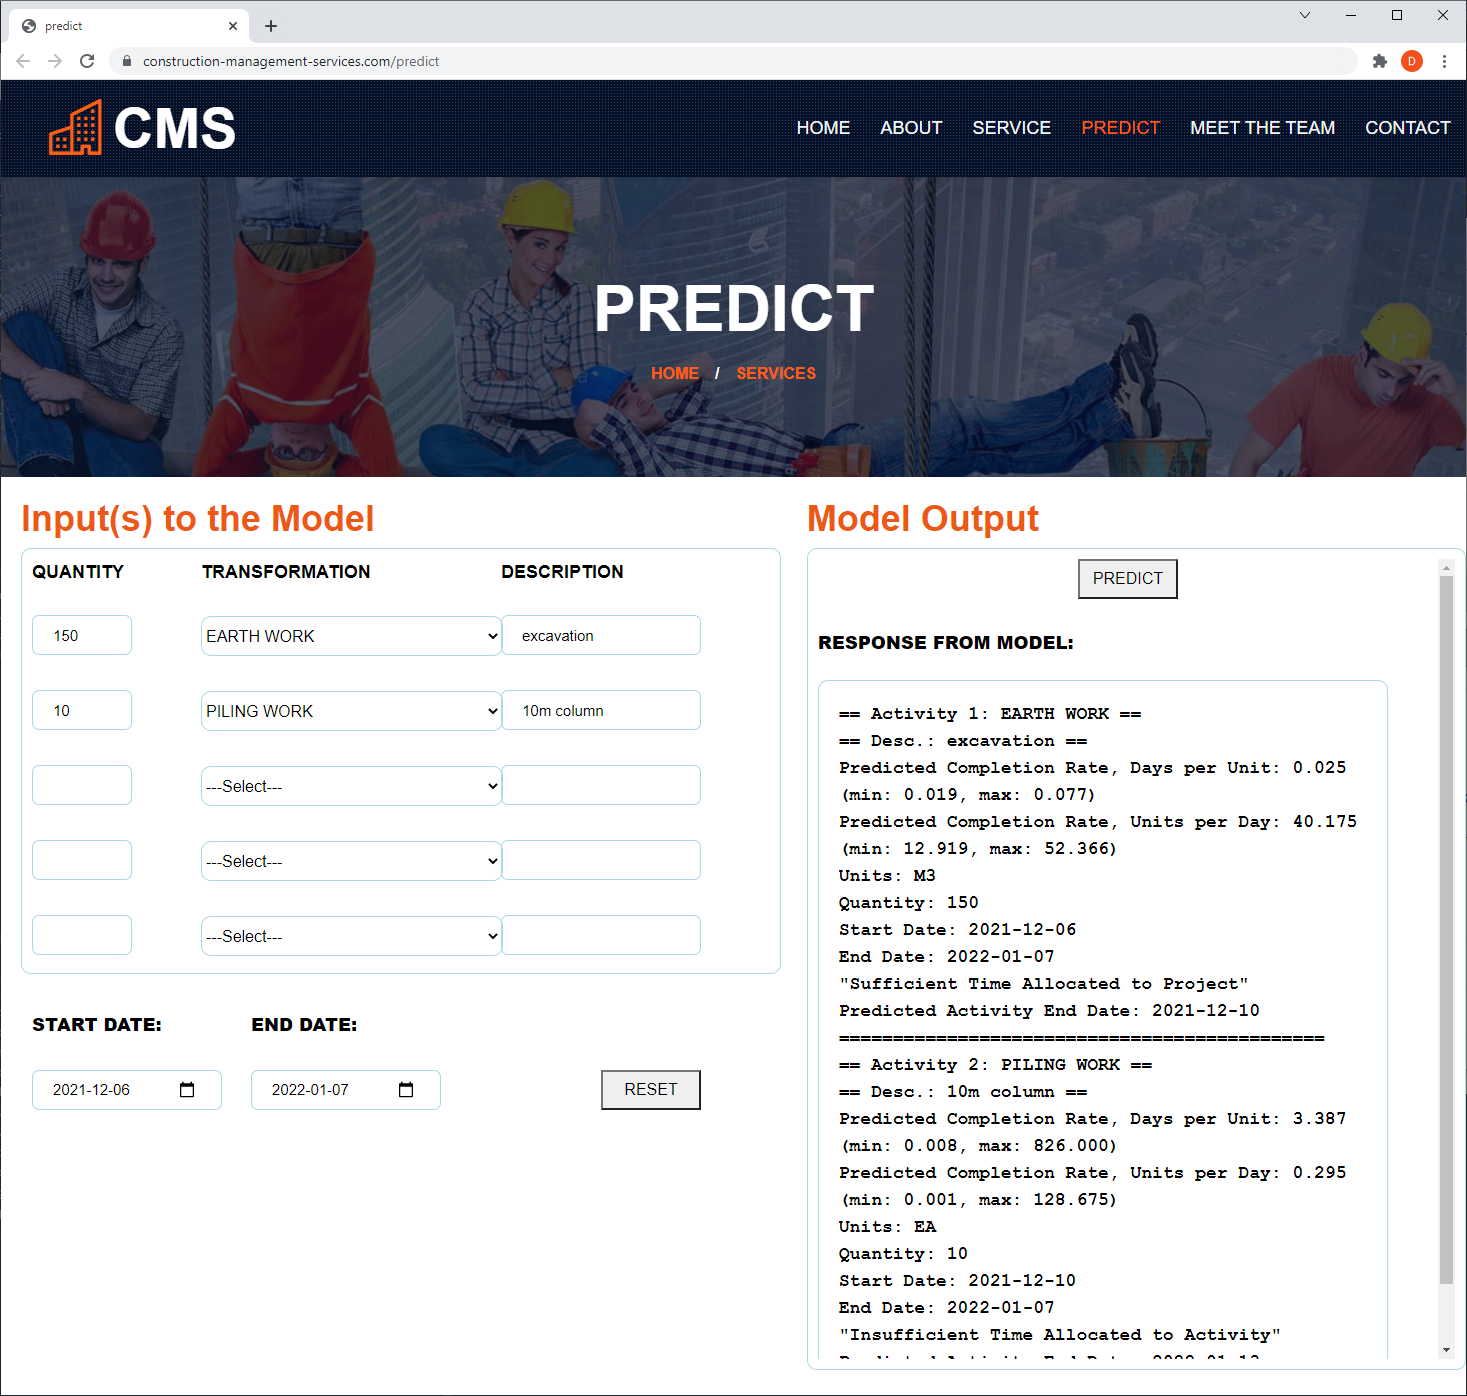 predict
construction-management-services.com/predict
D
CMS
HOME ABOUT SERVICE PREDICT MEET THE TEAM CONTACT
PREDICT
HOME / SERVICES
Input(s) to the Model
QUANTITY TRANSFORMATION DESCRIPTION
150 EARTH WORK excavation
10 PILING WORK 10m column
---Select---
---Select---
---Select---
START DATE: END DATE:
2021-12-06 2022-01-07 RESET
Model Output
PREDICT
RESPONSE FROM MODEL:
== Activity 1: EARTH WORK ==
== Desc.: excavation ==
Predicted Completion Rate, Days per Unit: 0.025
(min: 0.019, max: 0.077)
Predicted Completion Rate, Units per Day: 40.175
(min: 12.919, max: 52.366)
Units: M3
Quantity: 150
Start Date: 2021-12-06
End Date: 2022-01-07
"Sufficient Time Allocated to Project"
Predicted Activity End Date: 2021-12-10
=============================================
== Activity 2: PILING WORK ==
== Desc.: 10m column ==
Predicted Completion Rate, Days per Unit: 3.387
(min: 0.008, max: 826.000)
Predicted Completion Rate, Units per Day: 0.295
(min: 0.001, max: 128.675)
Units: EA
Quantity: 10
Start Date: 2021-12-10
End Date: 2022-01-07
"Insufficient Time Allocated to Activity"